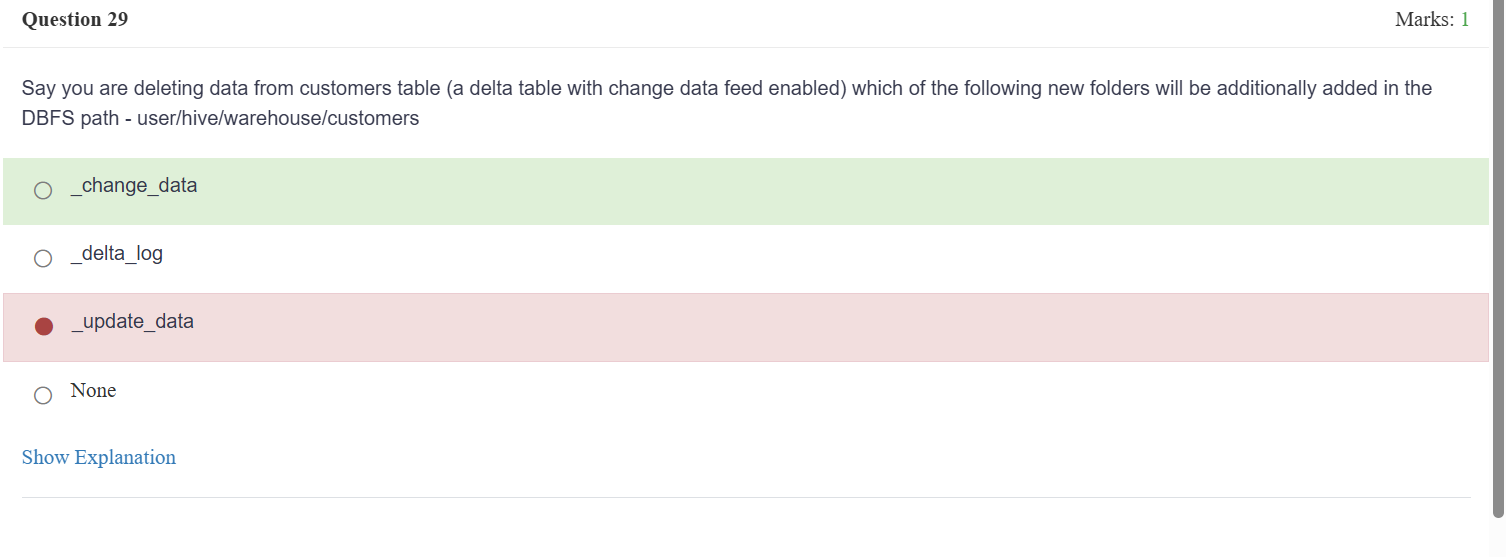 Question 29
Marks: 1
Say you are deleting data from customers table (a delta table with change data feed enabled) which of the following new folders will be additionally added in the
DBFS path - user/hive/warehouse/customers
_change_data
_delta_log
_update_data
None
Show Explanation